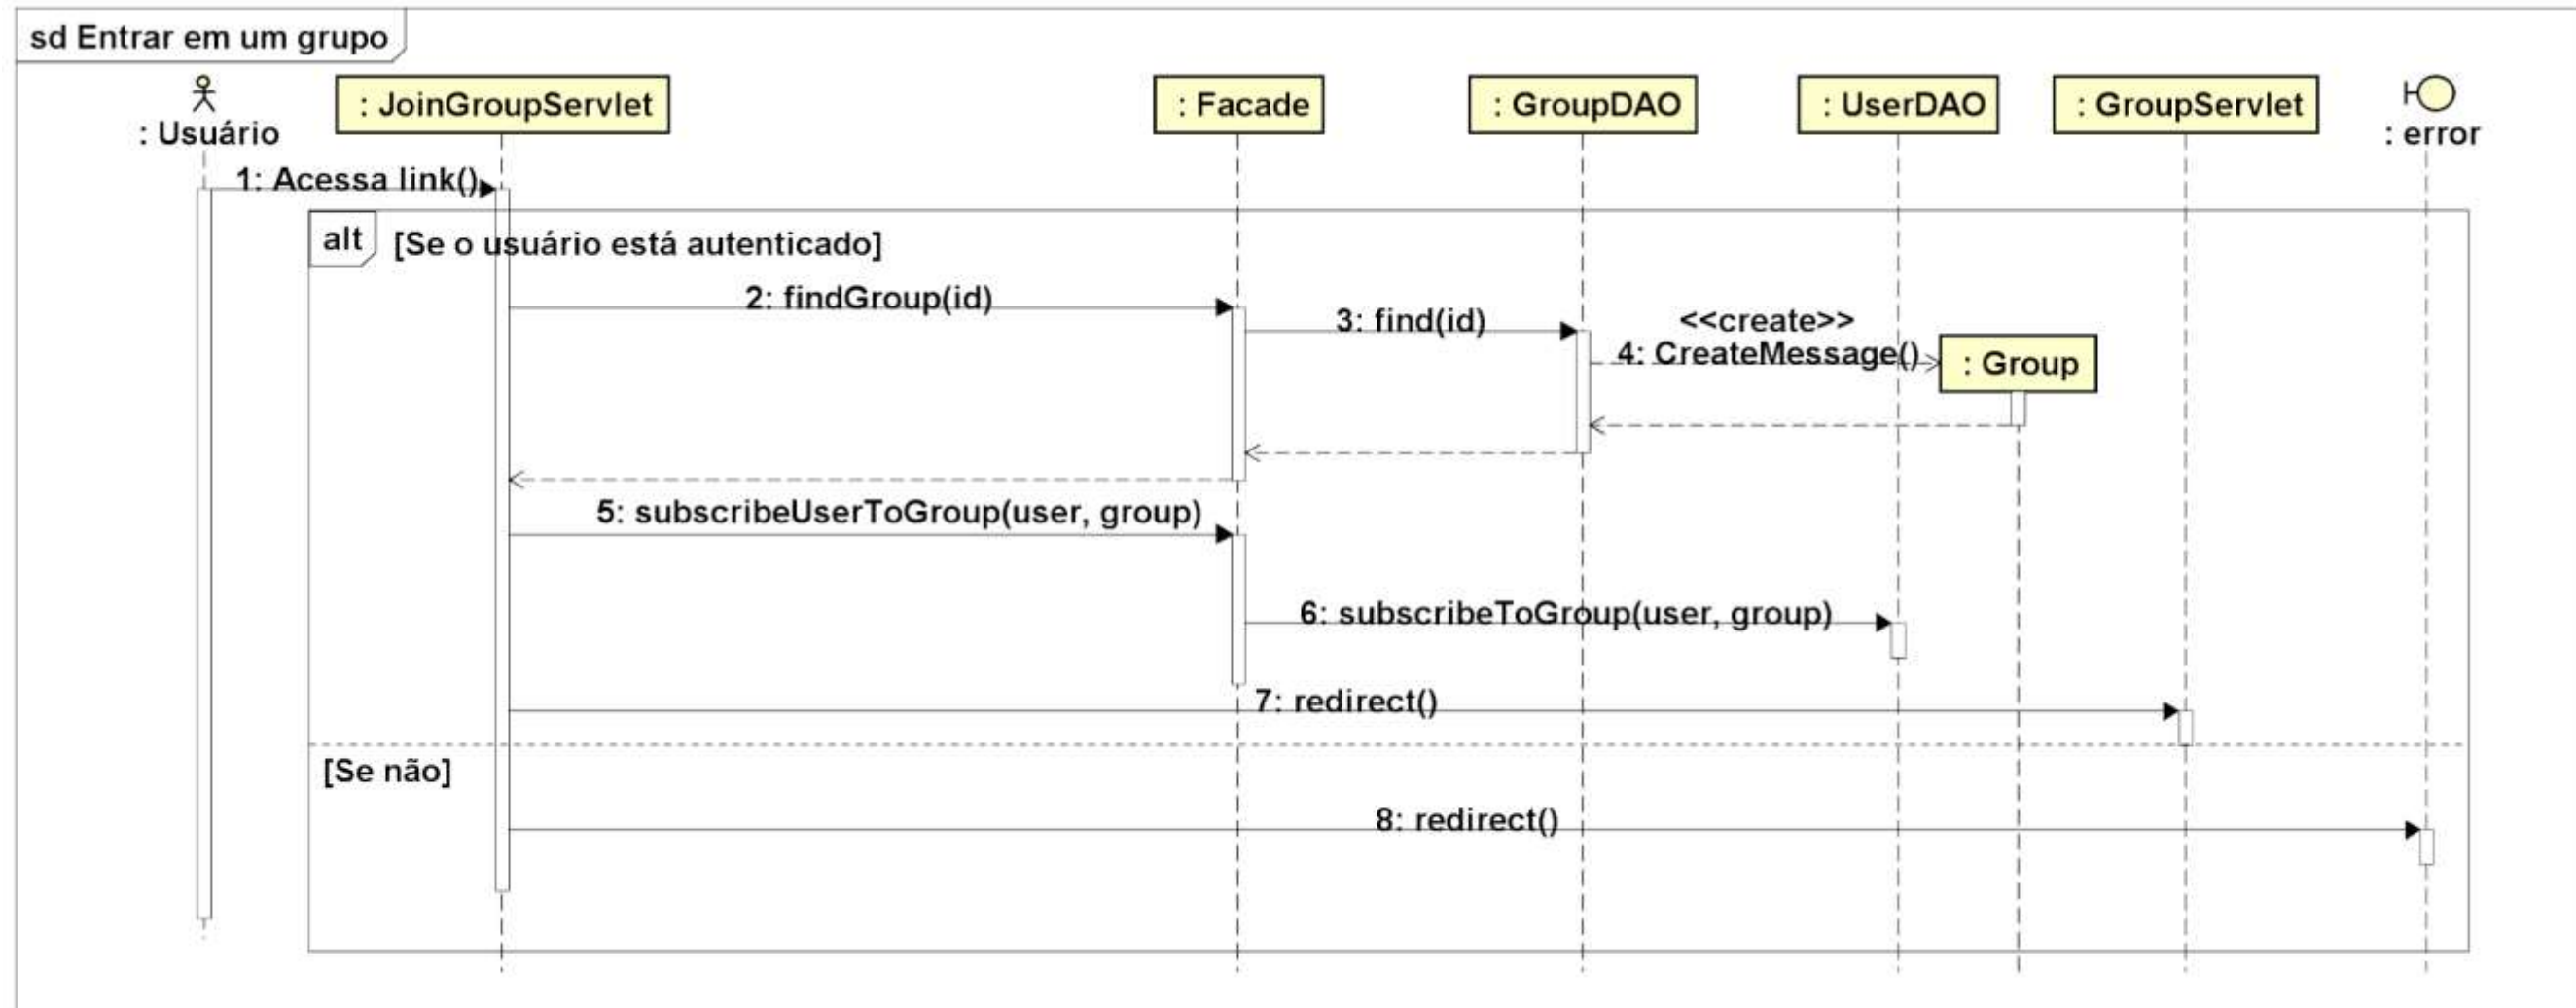 sd Entrar em um grupo
: Usuário
: JoinGroupServlet
: Facade
: GroupDAO
: UserDAO
: GroupServlet
: error
1: Acessa link()
alt
[Se o usuário está autenticado]
2: findGroup(id)
3: find(id)
<<create>>
4: CreateMessage()
: Group
5: subscribeUserToGroup(user, group)
6: subscribeToGroup(user, group)
7: redirect()
[Se não]
8: redirect()